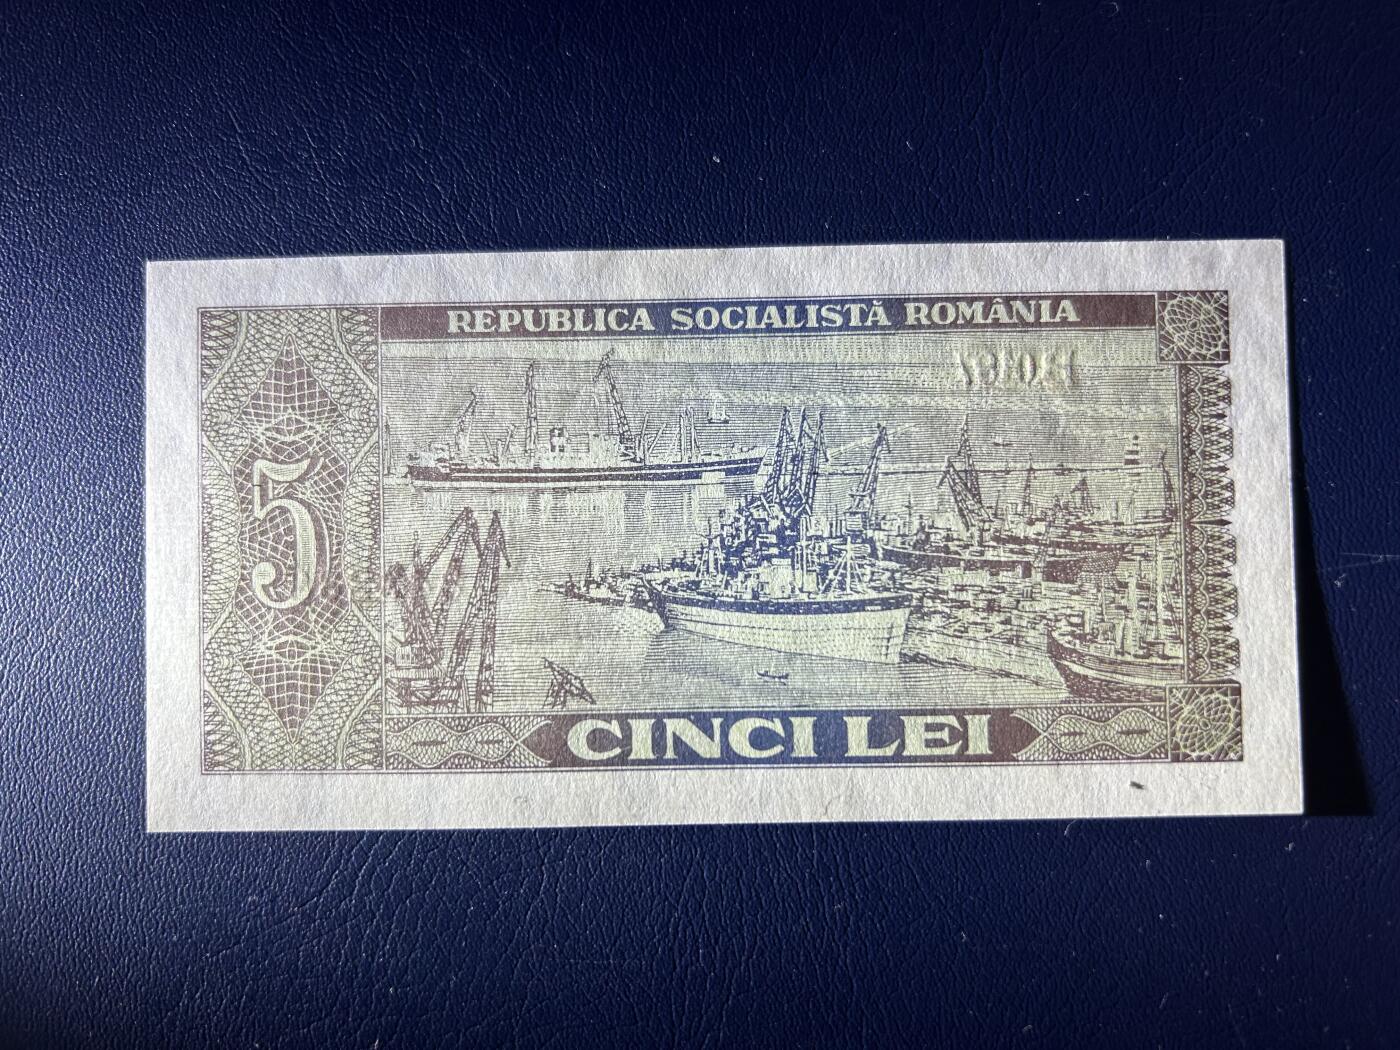 REPUBLICA SOCIALISTĂ ROMÂNIA
5
CINCI LEI